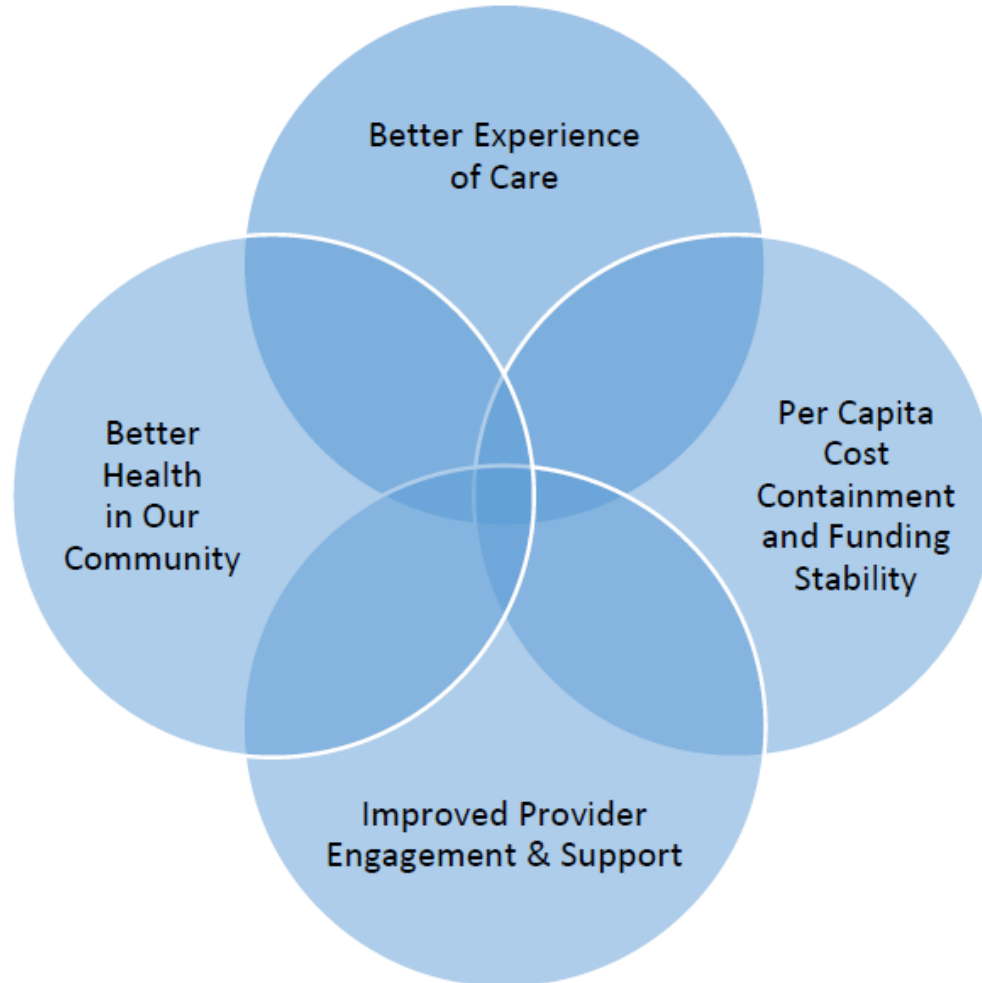 Better Experience
of Care
Better
Health
in Our
Community
Per Capita
Cost
Containment
and Funding
Stability
Improved Provider
Engagement & Support